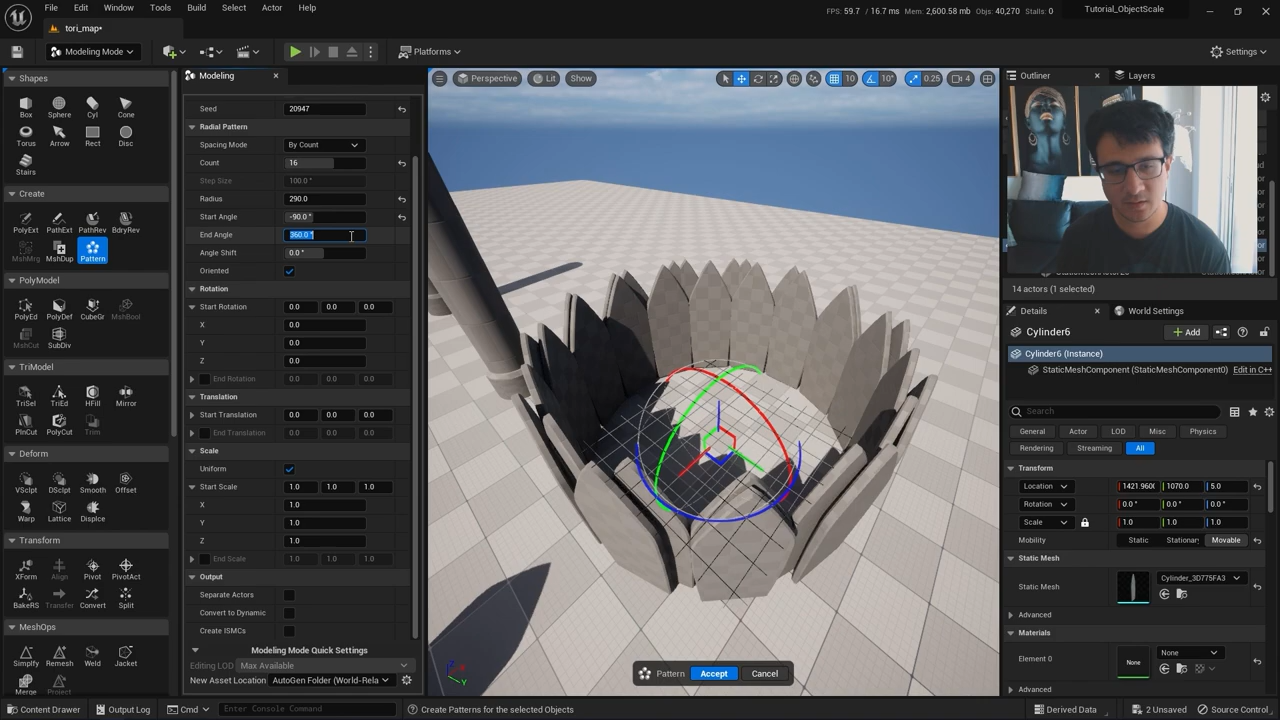 File Edit Window Tools Build Select Actor Help
FPS: 59.7 / 16.7 ms Mem: 2,600.58 mb Objs: 40,270 Stalls: 0
Tutorial_ObjectScale
tori_map*
Modeling Mode
Platforms
Settings
Shapes
Box Sphere Cyl Cone
Torus Arrow Rect Disc
Stairs
Create
PolyExt PathExt PathRev BdryRev
MshMrg MshDup Pattern
PolyModel
PolyEd PolyDef CubeGr MshBool
MshCut SubDiv
TriModel
TriSel TriEd HFill Mirror
PlnCut PolyCut Trim
Deform
VSclpt DSclpt Smooth Offset
Warp Lattice Displce
Transform
XForm Align Pivot PivotAct
BakeRS Transfer Convert Split
MeshOps
Simplfy Remesh Weld Jacket
Merge Project
Modeling
Seed 20947
Radial Pattern
Spacing Mode By Count
Count 16
Step Size 100.0 °
Radius 290.0
Start Angle -90.0 °
End Angle 360.0 °
Angle Shift 0.0 °
Oriented
Rotation
Start Rotation 0.0 0.0 0.0
X 0.0
Y 0.0
Z 0.0
End Rotation 0.0 0.0 0.0
Translation
Start Translation 0.0 0.0 0.0
End Translation 0.0 0.0 0.0
Scale
Uniform
Start Scale 1.0 1.0 1.0
X 1.0
Y 1.0
Z 1.0
End Scale 1.0 1.0 1.0
Output
Separate Actors
Convert to Dynamic
Create ISMCs
Modeling Mode Quick Settings
Editing LOD Max Available
New Asset Location AutoGen Folder (World-Rela
Perspective Lit Show
10 10° 0.25 4
X
Y
Z
Pattern Accept Cancel
Outliner Layers
14 actors (1 selected)
Details World Settings
Cylinder6 Add
Cylinder6 (Instance)
StaticMeshComponent (StaticMeshComponent0) Edit in C++
Search
General Actor LOD Misc Physics
Rendering Streaming All
Transform
Location 1421.960 1070.0 5.0
Rotation 0.0 ° 0.0 ° 0.0 °
Scale 1.0 1.0 1.0
Mobility Static Stationary Movable
Static Mesh
Static Mesh Cylinder_3D775FA3
Advanced
Materials
Element 0 None None
Advanced
Content Drawer Output Log Cmd Enter Console Command Create Patterns for the selected Objects Derived Data 2 Unsaved Source Control